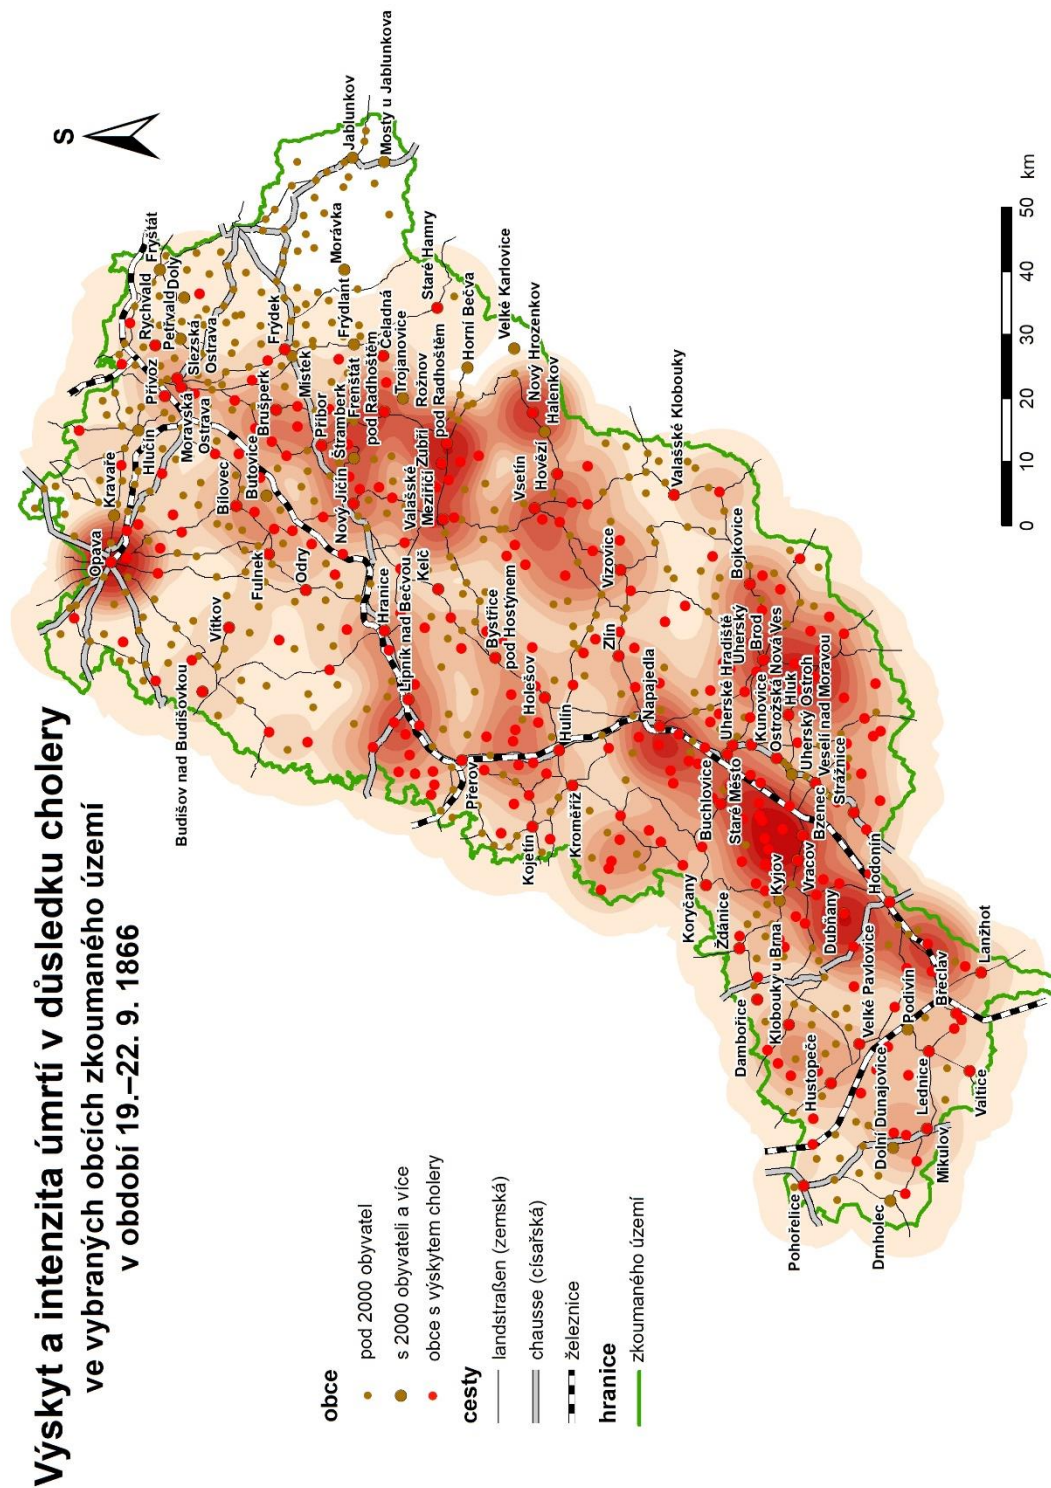 Výskyt a intenzita úmrtí v důsledku cholery
ve vybraných obcích zkoumaného území
v období 19.–22. 9. 1866
obce
pod 2000 obyvatel
s 2000 obyvateli a více
obce s výskytem cholery
cesty
landstraßen (zemská)
chausse (císařská)
železnice
hranice
zkoumaného území
S
Opava
Kravaře
Hlučín
Přívoz
Rychvald
Fryštát
Petřvald
Doly
Slezská
Ostrava
Moravská
Ostrava
Budišov nad Budišovkou
Vítkov
Bílovec
Butovice
Brušperk
Frýdek
Místek
Fulnek
Odry
Příbor
Štramberk
Nový Jičín
Frenštát
pod Radhoštěm
Frýdlant
Morávka
Jablunkov
Mosty u Jablunkova
Čeladná
Trojanovice
Staré Hamry
Hranice
Lipník nad Bečvou
Keleč
Valašské
Meziříčí
Zubří
Rožnov
pod Radhoštěm
Horní Bečva
Velké Karlovice
Nový Hrozenkov
Halenkov
Hovězí
Vsetín
Bystřice
pod Hostýnem
Holešov
Přerov
Hulín
Kojetín
Kroměříž
Zlín
Vizovice
Valašské Klobouky
Napajedla
Bojkovice
Uherský
Brod
Uherské Hradiště
Kunovice
Ostrožská Nová Ves
Hluk
Uherský Ostroh
Veselí nad Moravou
Strážnice
Staré Město
Buchlovice
Koryčany
Ždánice
Kyjov
Vracov
Bzenec
Dubňany
Hodonín
Dambořice
Klobouky u Brna
Hustopeče
Velké Pavlovice
Podivín
Břeclav
Lanžhot
Pohořelice
Drnholec
Dolní Dunajovice
Mikulov
Lednice
Valtice
0 10 20 30 40 50 km